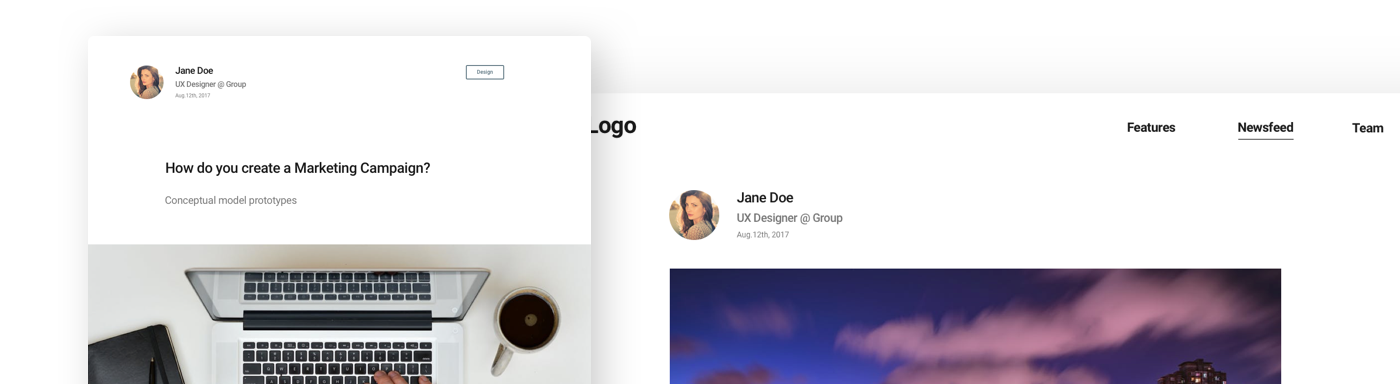 Jane Doe
UX Designer @ Group
Aug 12th, 2017
Design
How do you create a Marketing Campaign?
Conceptual model prototypes
Logo
Features
Newsfeed
Team
Jane Doe
UX Designer @ Group
Aug.12th, 2017